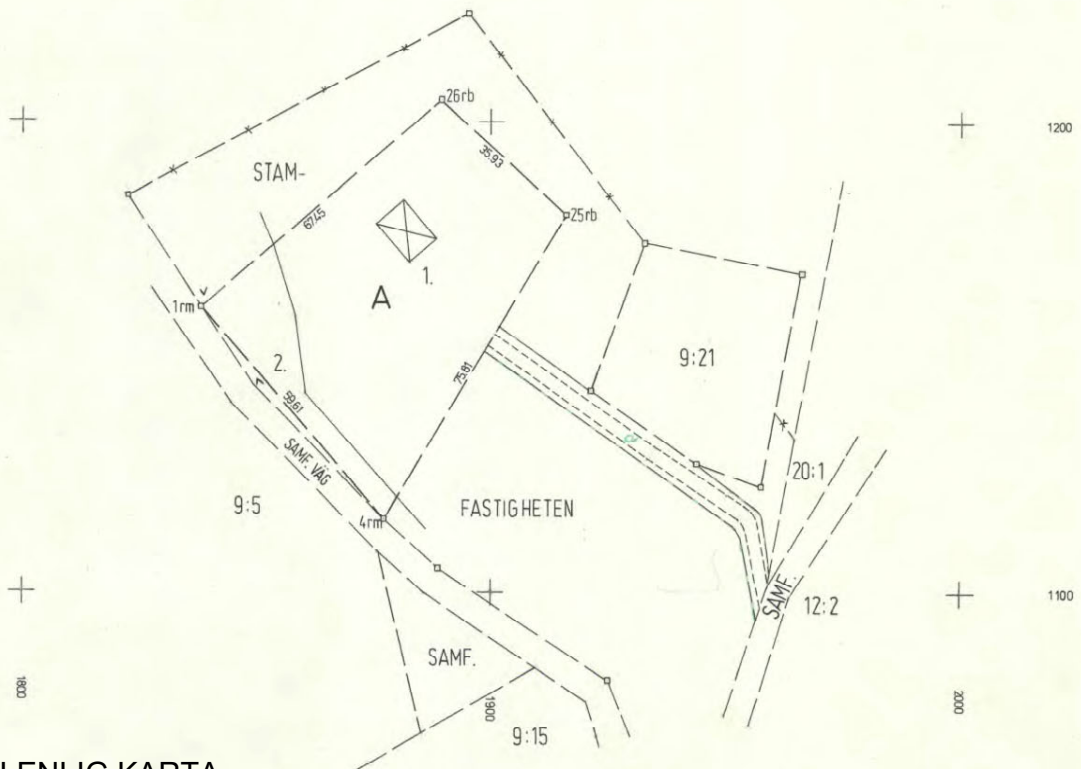 26rb
1200
35.93
STAM-
25rb
67.45
1.
A
1rm
9:21
2.
75.81
59.61
SAMF. VÄG
20:1
9:5
FASTIGHETEN
4rm
SAMF.
12:2
1100
SAMF.
1800
1900
2000
9:15